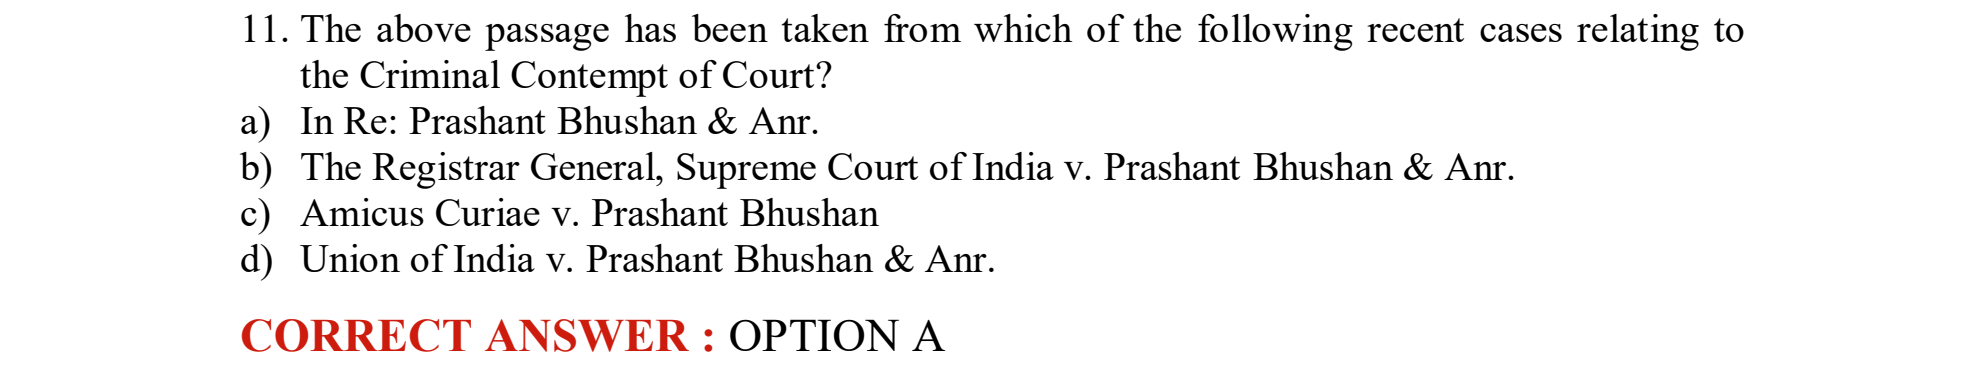 11. The above passage has been taken from which of the following recent cases relating to
the Criminal Contempt of Court?
a) In Re: Prashant Bhushan & Anr.
b) The Registrar General, Supreme Court of India v. Prashant Bhushan & Anr.
c) Amicus Curiae v. Prashant Bhushan
d) Union of India v. Prashant Bhushan & Anr.
CORRECT ANSWER : OPTION A